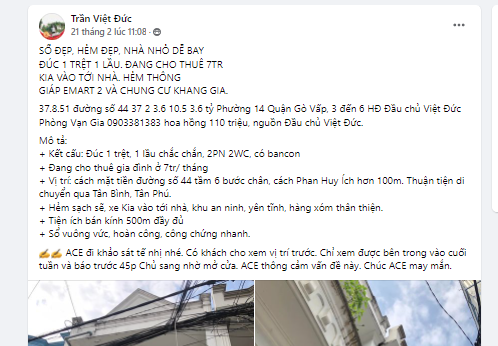 Trần Việt Đức
21 tháng 2 lúc 11:08 ·
SỔ ĐẸP, HẺM ĐẸP, NHÀ NHỎ DỄ BAY
ĐÚC 1 TRỆT 1 LẦU. ĐANG CHO THUÊ 7TR
KIA VÀO TỚI NHÀ. HẺM THÔNG
GIÁP EMART 2 VÀ CHUNG CƯ KHANG GIA.
37.8.51 đường số 44 37 2 3.6 10.5 3.6 tỷ Phường 14 Quận Gò Vấp, 3 đến 6 HĐ Đầu chủ Việt Đức
Phòng Vạn Gia 0903381383 hoa hồng 110 triệu, nguồn Đầu chủ Việt Đức.
Mô tả:
+ Kết cấu: Đúc 1 trệt, 1 lầu chắc chắn, 2PN 2WC, có bancon
+ Đang cho thuê gia đình ở 7tr/ tháng
+ Vị trí: cách mặt tiền đường số 44 tầm 6 bước chân, cách Phan Huy Ích hơn 100m. Thuận tiện di
chuyển qua Tân Bình, Tân Phú.
+ Hẻm sạch sẽ, xe Kia vào tới nhà, khu an ninh, yên tĩnh, hàng xóm thân thiện.
+ Tiện ích bán kính 500m đầy đủ
+ Sổ vuông vức, hoàn công, công chứng nhanh.
✍✍ ACE đi khảo sát tế nhị nhé. Có khách cho xem vị trí trước. Chỉ xem được bên trong vào cuối
tuần và báo trước 45p Chủ sang nhờ mở cửa. ACE thông cảm vấn đề này. Chúc ACE may mắn.